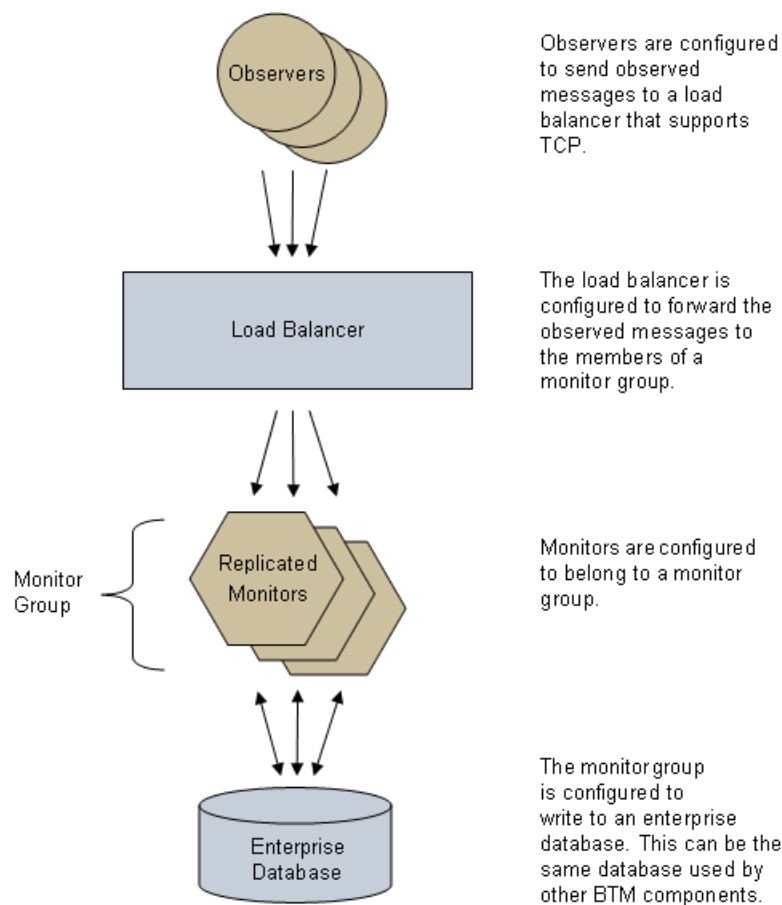 Observers
Observers are configured
to send observed
messages to a load
balancer that supports
TCP.
Load Balancer
The load balancer is
configured to forward the
observed messages to
the members of a
monitor group.
Monitor
Group
Replicated
Monitors
Monitors are configured
to belong to a monitor
group.
Enterprise
Database
The monitor group
is configured to
write to an enterprise
database. This can be the
same database used by
other BTM components.